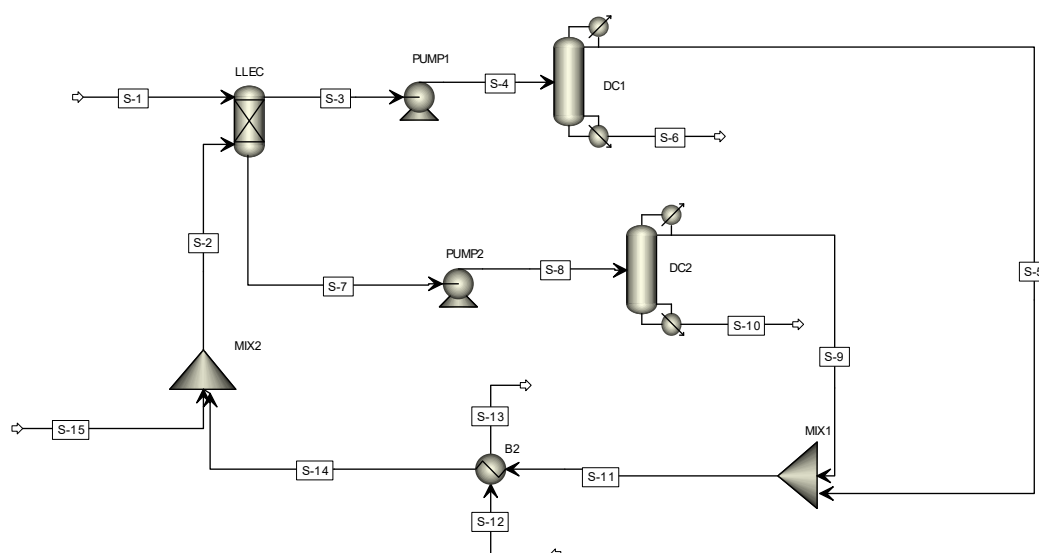 PUMP1
S-4
DC1
LLEC
S-1
S-3
S-6
S-2
PUMP2
S-8
DC2
S-7
S-10
S-5
S-9
MIX2
S-15
S-13
B2
MIX1
S-14
S-11
S-12